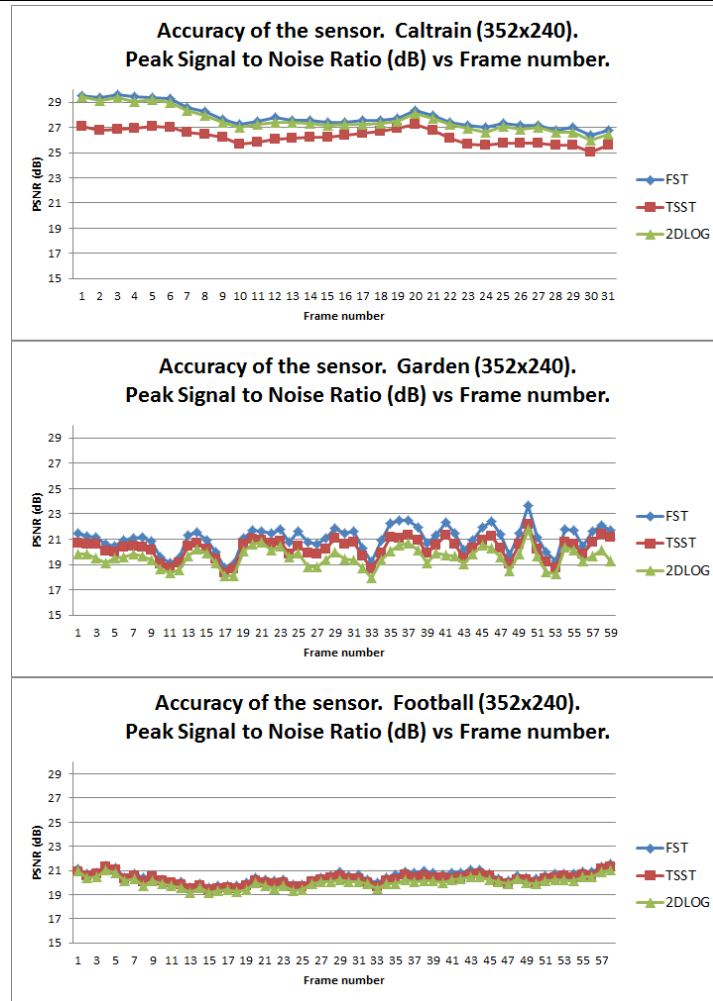 Accuracy of the sensor. Caltrain (352x240).
Peak Signal to Noise Ratio (dB) vs Frame number.
29
27
25
23
21
19
17
15
PSNR (dB)
1 2 3 4 5 6 7 8 9 10 11 12 13 14 15 16 17 18 19 20 21 22 23 24 25 26 27 28 29 30 31
Frame number
FST
TSST
2DLOG
Accuracy of the sensor. Garden (352x240).
Peak Signal to Noise Ratio (dB) vs Frame number.
29
27
25
23
21
19
17
15
PSNR (dB)
1 3 5 7 9 11 13 15 17 19 21 23 25 27 29 31 33 35 37 39 41 43 45 47 49 51 53 55 57 59
Frame number
FST
TSST
2DLOG
Accuracy of the sensor. Football (352x240).
Peak Signal to Noise Ratio (dB) vs Frame number.
29
27
25
23
21
19
17
15
PSNR (dB)
1 3 5 7 9 11 13 15 17 19 21 23 25 27 29 31 33 35 37 39 41 43 45 47 49 51 53 55 57
Frame number
FST
TSST
2DLOG